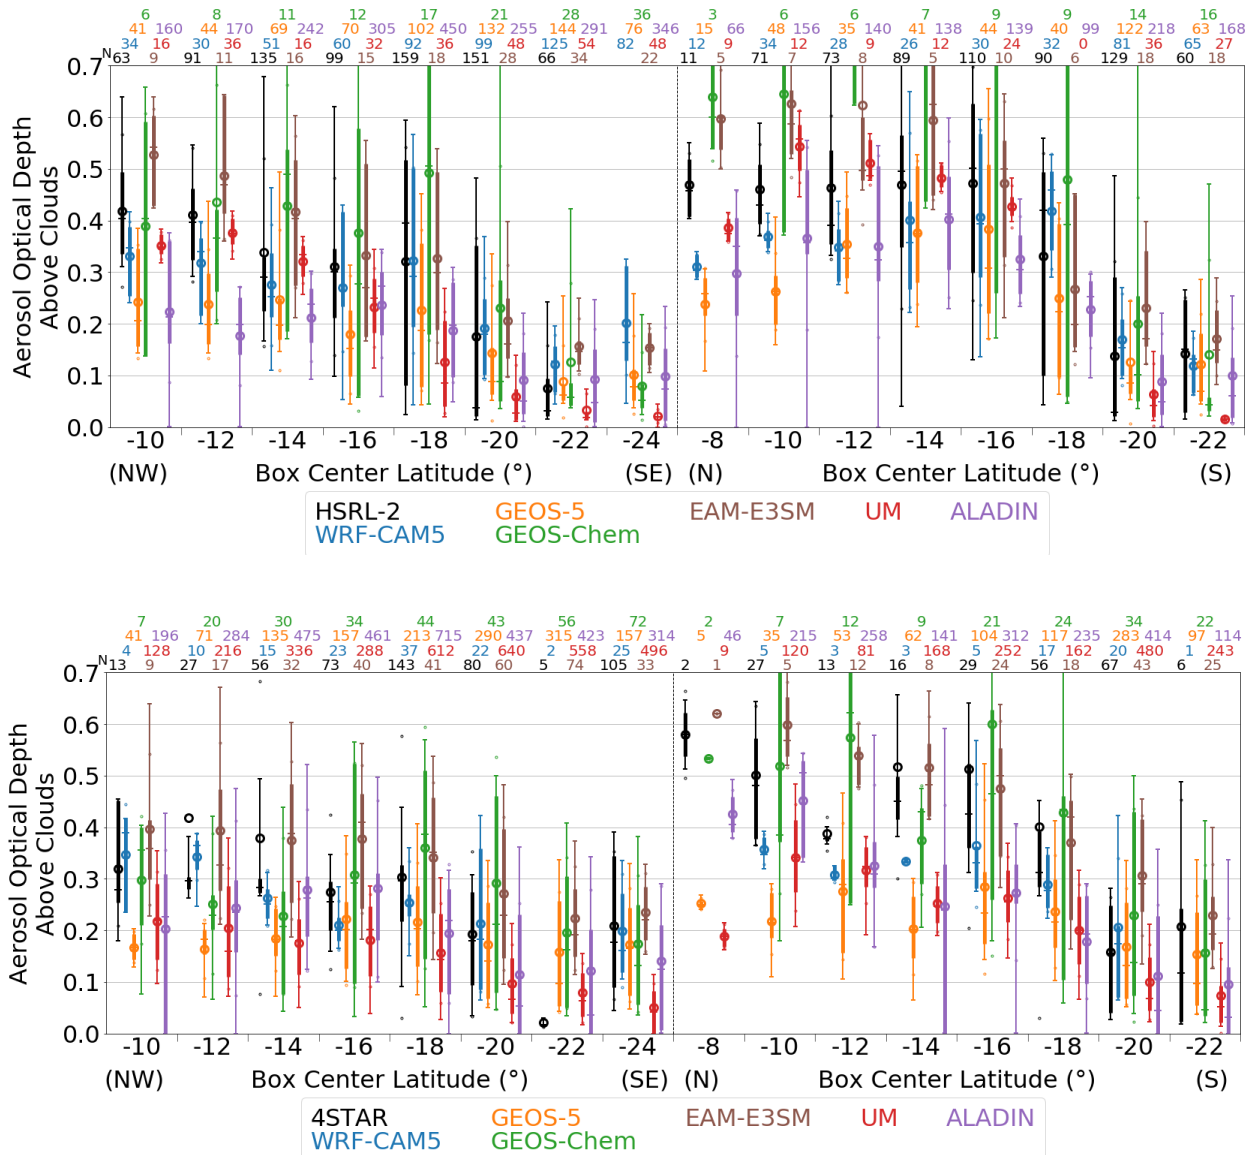 6 8 11 12 17 21 28 36 3 6 6 7 9 9 14 16
41 160 44 170 69 242 70 305 102 450 132 255 144 291 76 346 15 66 48 156 35 140 41 138 44 139 40 99 122 218 63 127
34 16 30 36 51 16 60 32 92 36 99 48 125 54 82 48 12 9 34 12 28 9 26 12 30 24 32 0 81 36 65 27
N 63 9 91 11 135 16 99 15 159 18 151 28 66 34 22 11 5 71 7 73 8 89 5 110 10 90 6 129 18 60 18
0.7
0.6
0.5
0.4
0.3
0.2
0.1
0.0
Aerosol Optical Depth
Above Clouds
-10 -12 -14 -16 -18 -20 -22 -24 -8 -10 -12 -14 -16 -18 -20 -22
(NW) Box Center Latitude (°) (SE) (N) Box Center Latitude (°) (S)
HSRL-2 GEOS-5 EAM-E3SM UM ALADIN
WRF-CAM5 GEOS-Chem
7 20 30 34 44 43 56 72 2 7 12 9 21 24 34 22
41 196 71 284 135 475 157 461 213 715 290 437 315 423 157 314 5 46 35 215 53 258 62 141 104 312 117 235 283 414 97 114
4 128 10 216 15 336 23 288 37 612 22 640 2 558 26 496 9 5 120 17 81 3 168 5 252 17 162 20 480 1 243
N 13 9 27 17 56 32 73 40 143 41 80 60 5 74 105 33 2 1 27 5 13 12 16 8 29 24 56 18 67 43 6 25
0.7
0.6
0.5
0.4
0.3
0.2
0.1
0.0
Aerosol Optical Depth
Above Clouds
-10 -12 -14 -16 -18 -20 -22 -24 -8 -10 -12 -14 -16 -18 -20 -22
(NW) Box Center Latitude (°) (SE) (N) Box Center Latitude (°) (S)
4STAR GEOS-5 EAM-E3SM UM ALADIN
WRF-CAM5 GEOS-Chem